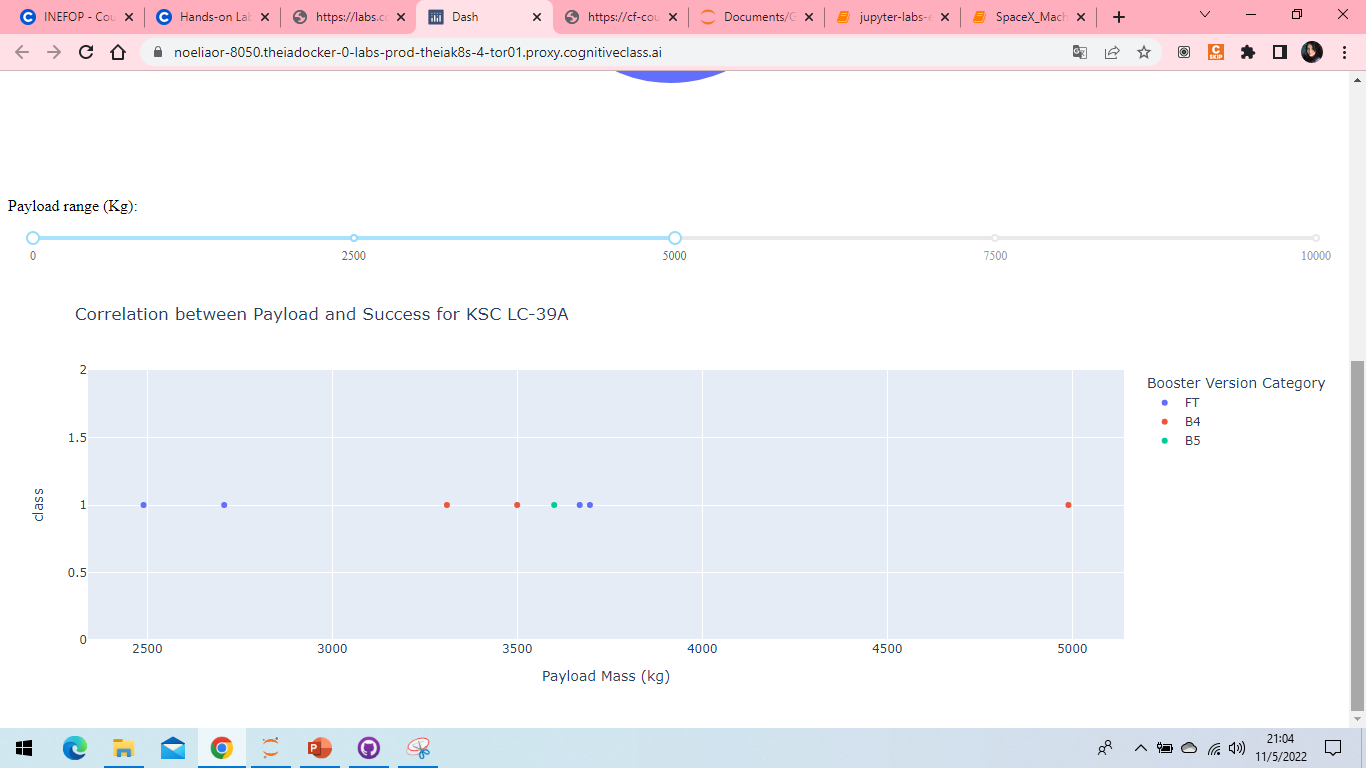 INEFOP - Cou
Hands-on Lab
https://labs.c
Dash
https://cf-cou
Documents/
jupyter-labs-
SpaceX_Mach
noeliaor-8050.theiadocker-0-labs-prod-theiak8s-4-tor01.proxy.cognitiveclass.ai
Payload range (Kg):
0 2500 5000 7500 10000
Correlation between Payload and Success for KSC LC-39A
Booster Version Category
FT
B4
B5
2
1.5
1
0.5
0
class
2500 3000 3500 4000 4500 5000
Payload Mass (kg)
21:04
11/5/2022